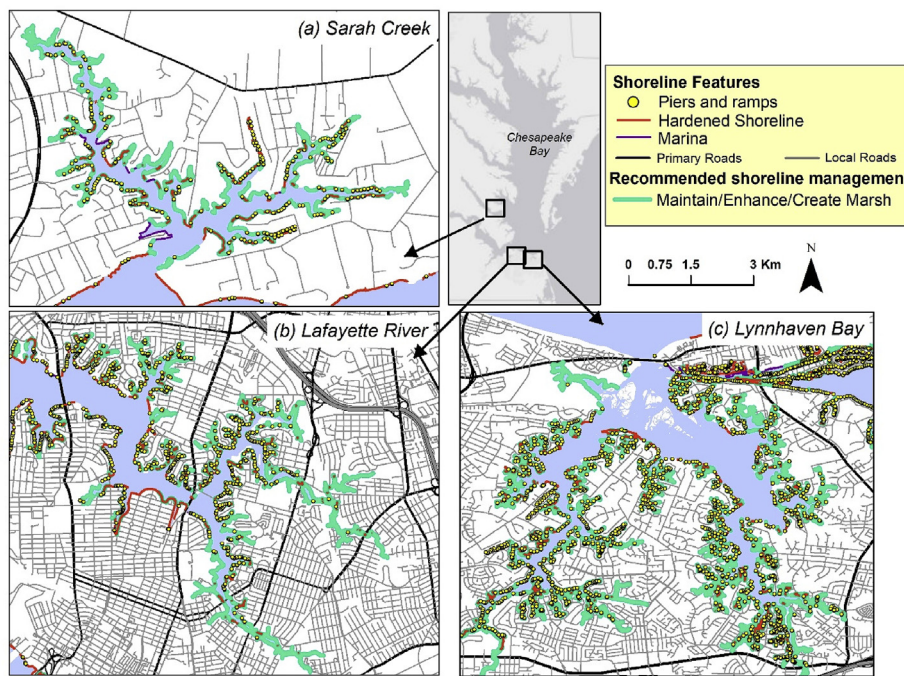 (a) Sarah Creek
Chesapeake
Bay
Shoreline Features
Piers and ramps
Hardened Shoreline
Marina
Primary Roads
Local Roads
Recommended shoreline managemen
Maintain/Enhance/Create Marsh
0 0.75 1.5 3 Km
N
(b) Lafayette River
(c) Lynnhaven Bay